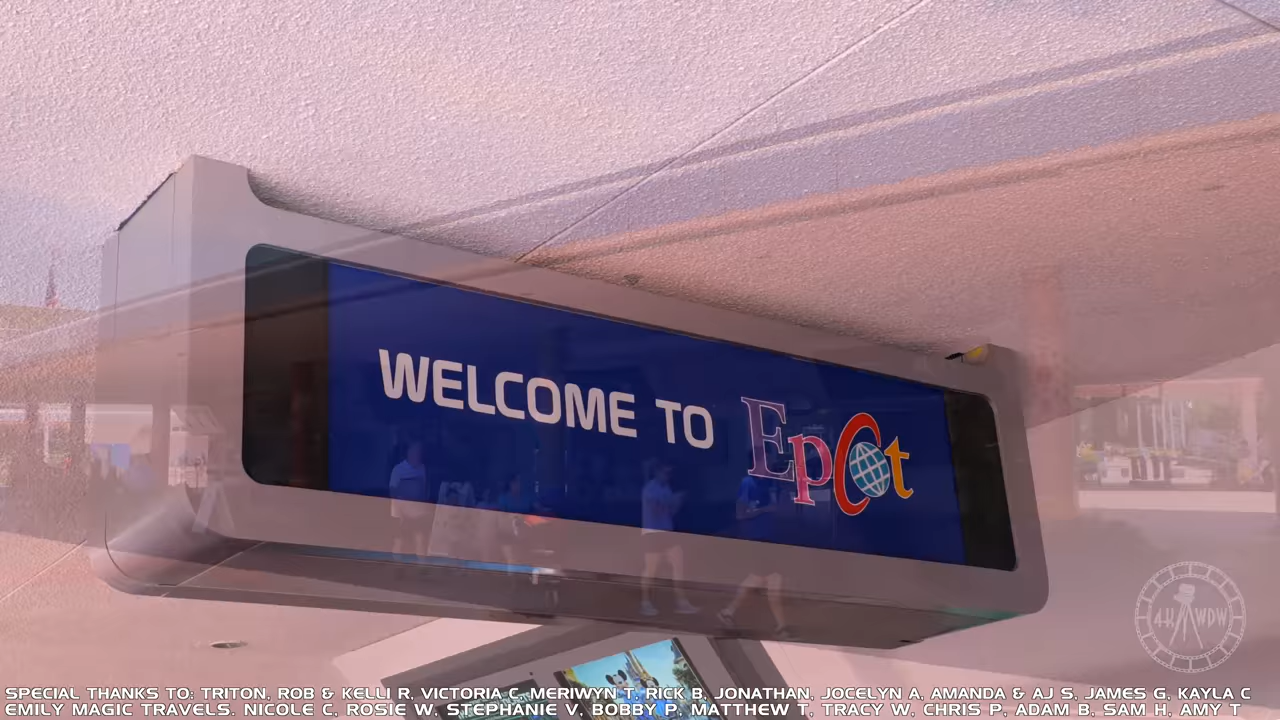 WELCOME TO Epcot
4K WDW
SPECIAL THANKS TO: TRITON, ROB & KELLI R, VICTORIA C, MERIWYN T, RICK B, JONATHAN, JOCELYN A, AMANDA & AJ S, JAMES G, KAYLA C
EMILY MAGIC TRAVELS, NICOLE C, ROSIE W, STEPHANIE V, BOBBY P, MATTHEW T, TRACY W, CHRIS P, ADAM B, SAM H, AMY T